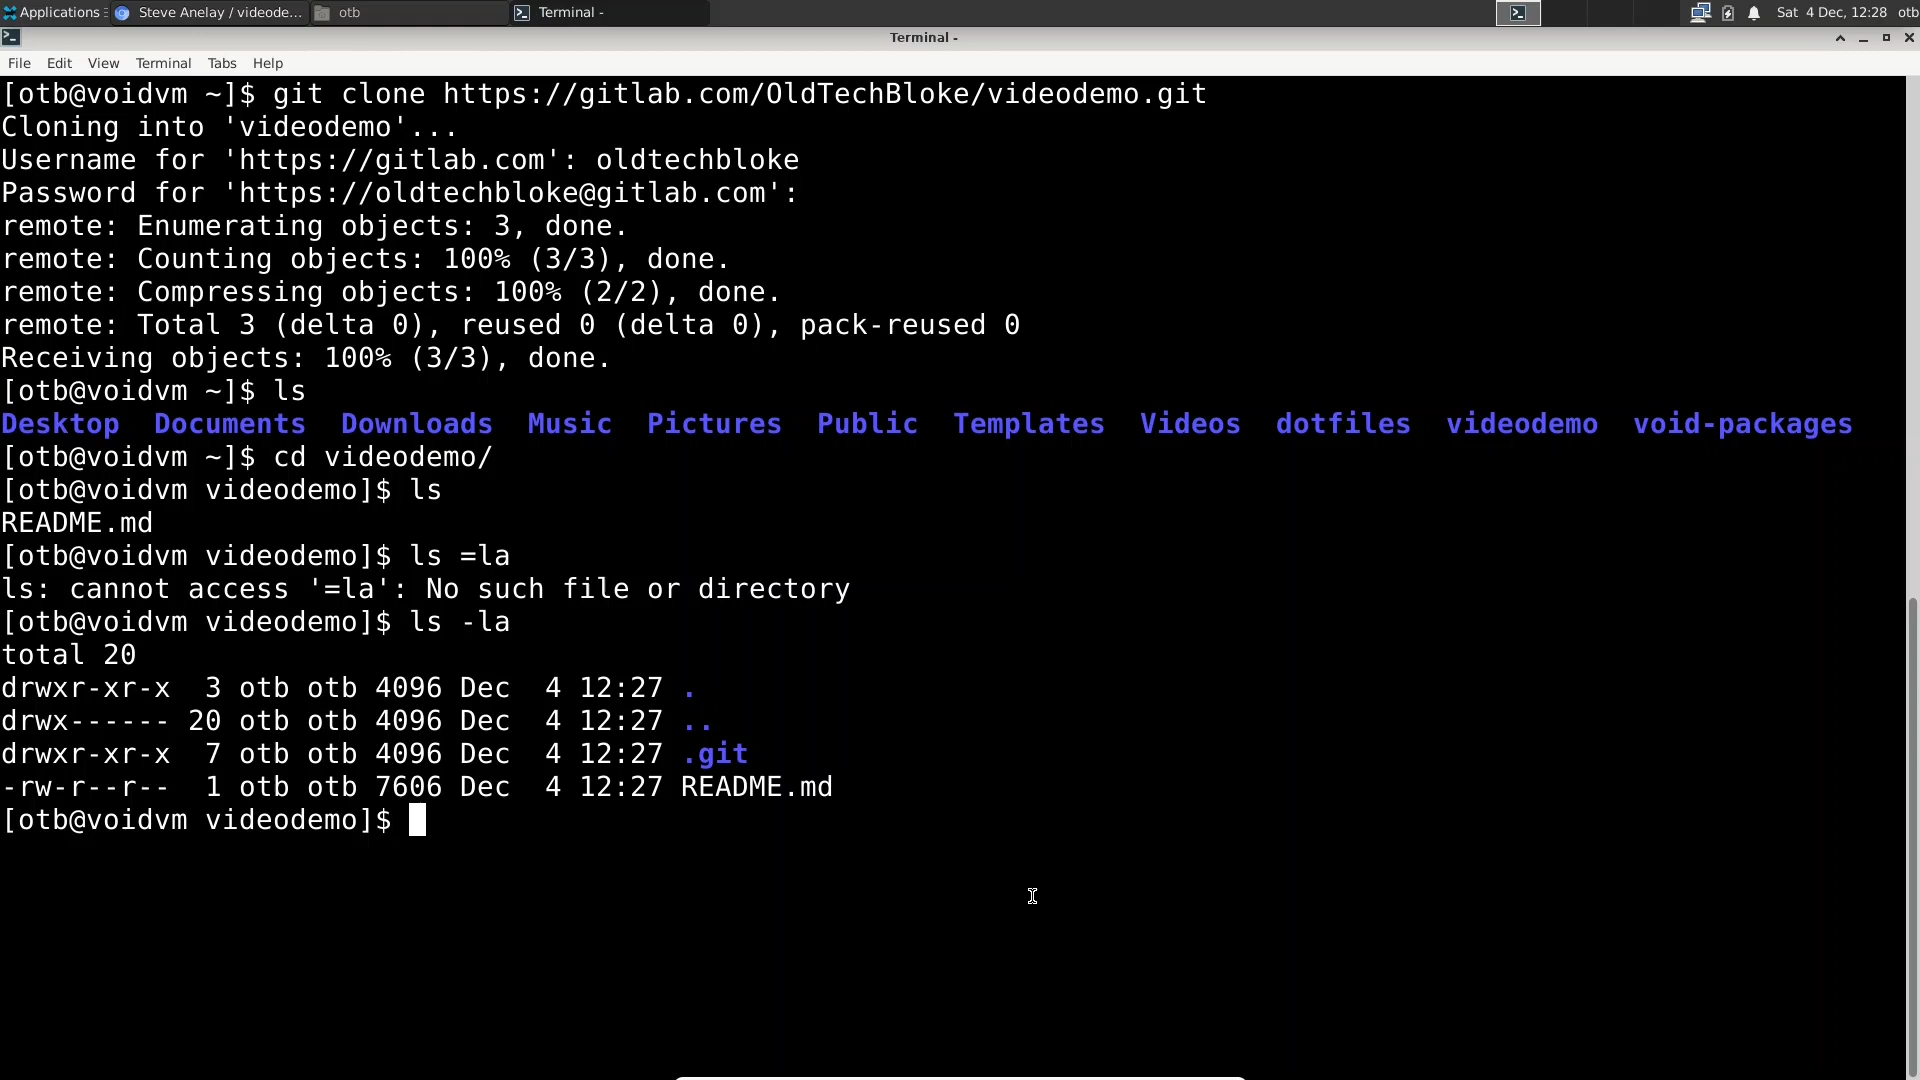 Applications Steve Anelay / videode... otb Terminal - Sat 4 Dec, 12:28 otb
Terminal -
File Edit View Terminal Tabs Help
[otb@voidvm ~]$ git clone https://gitlab.com/OldTechBloke/videodemo.git
Cloning into 'videodemo'...
Username for 'https://gitlab.com': oldtechbloke
Password for 'https://oldtechbloke@gitlab.com':
remote: Enumerating objects: 3, done.
remote: Counting objects: 100% (3/3), done.
remote: Compressing objects: 100% (2/2), done.
remote: Total 3 (delta 0), reused 0 (delta 0), pack-reused 0
Receiving objects: 100% (3/3), done.
[otb@voidvm ~]$ ls
Desktop  Documents  Downloads  Music  Pictures  Public  Templates  Videos  dotfiles  videodemo  void-packages
[otb@voidvm ~]$ cd videodemo/
[otb@voidvm videodemo]$ ls
README.md
[otb@voidvm videodemo]$ ls =la
ls: cannot access '=la': No such file or directory
[otb@voidvm videodemo]$ ls -la
total 20
drwxr-xr-x  3 otb otb 4096 Dec  4 12:27 .
drwx------ 20 otb otb 4096 Dec  4 12:27 ..
drwxr-xr-x  7 otb otb 4096 Dec  4 12:27 .git
-rw-r--r--  1 otb otb 7606 Dec  4 12:27 README.md
[otb@voidvm videodemo]$